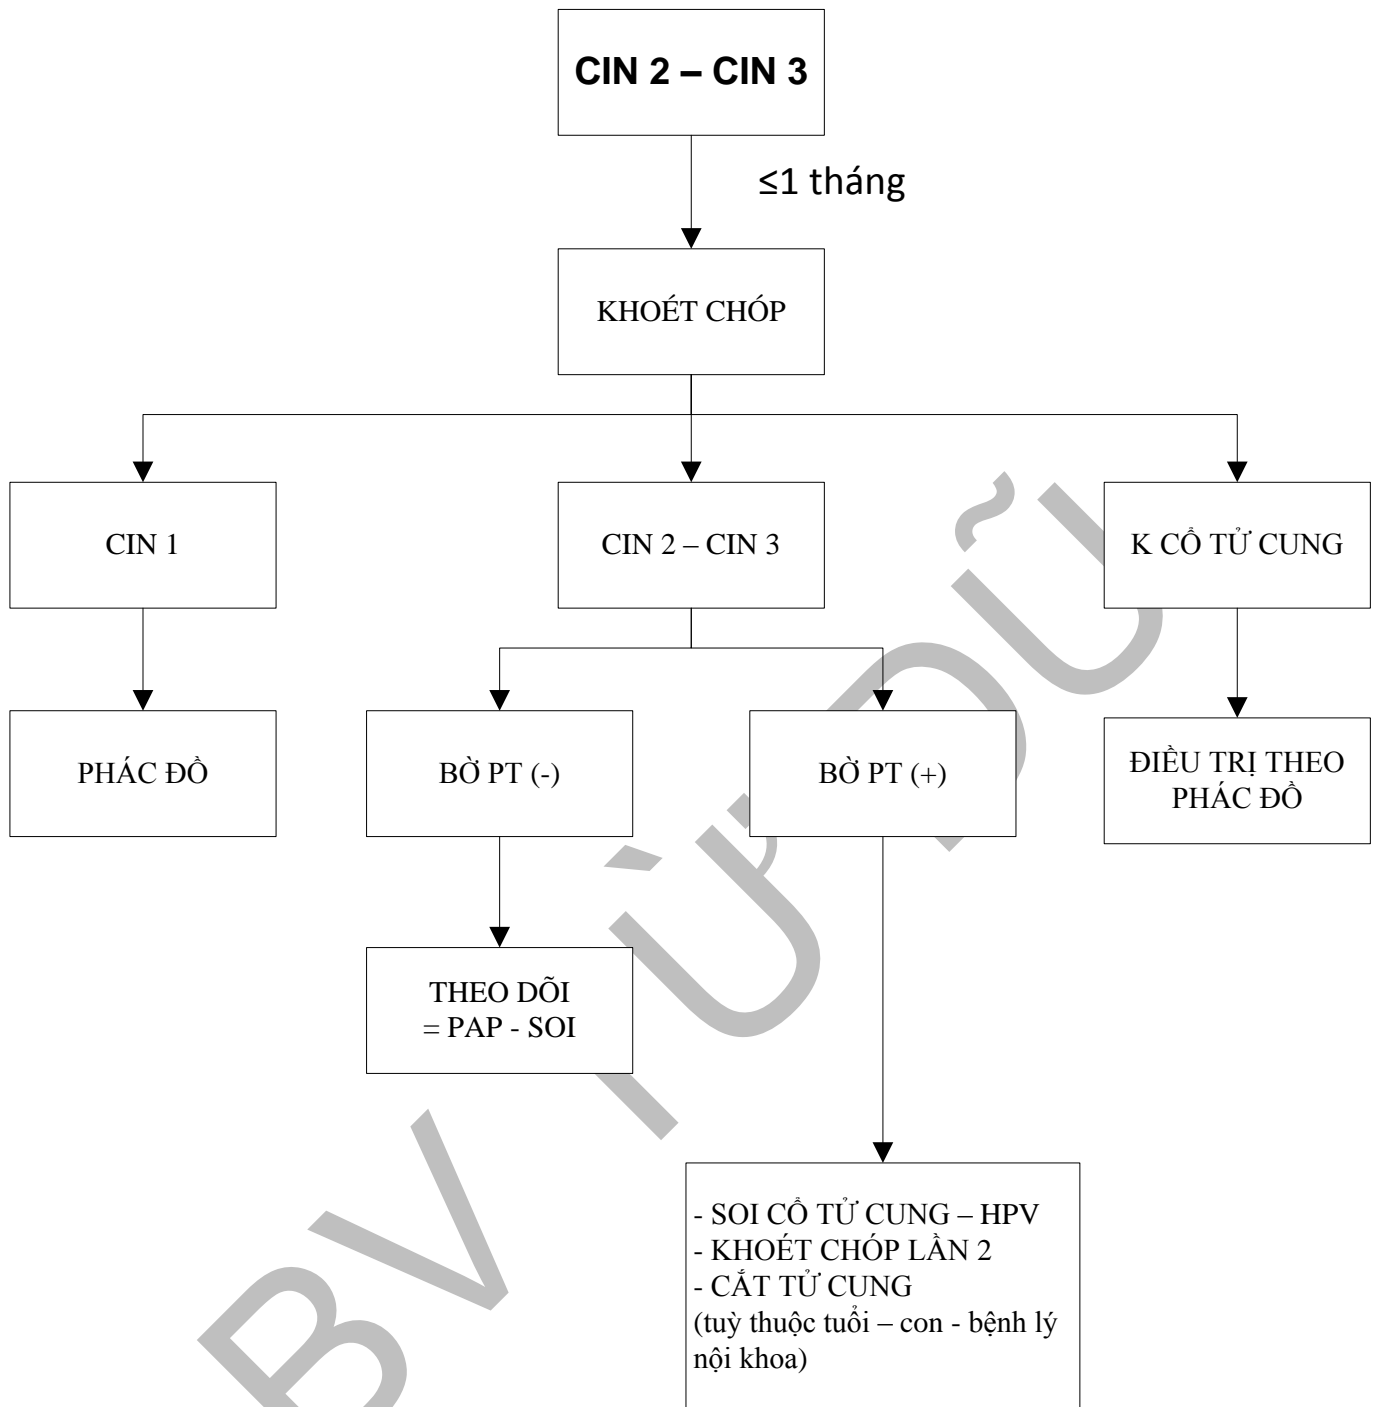 CIN 2 – CIN 3
≤1 tháng
KHOÉT CHÓP
CIN 1
CIN 2 – CIN 3
K CỔ TỬ CUNG
PHÁC ĐỒ
BỜ PT (-)
BỜ PT (+)
ĐIỀU TRỊ THEO
PHÁC ĐỒ
THEO DÕI
= PAP - SOI
- SOI CỔ TỬ CUNG – HPV
- KHOÉT CHÓP LẦN 2
- CẮT TỬ CUNG
(tuỳ thuộc tuổi – con - bệnh lý
nội khoa)
BV TỪ DŨ